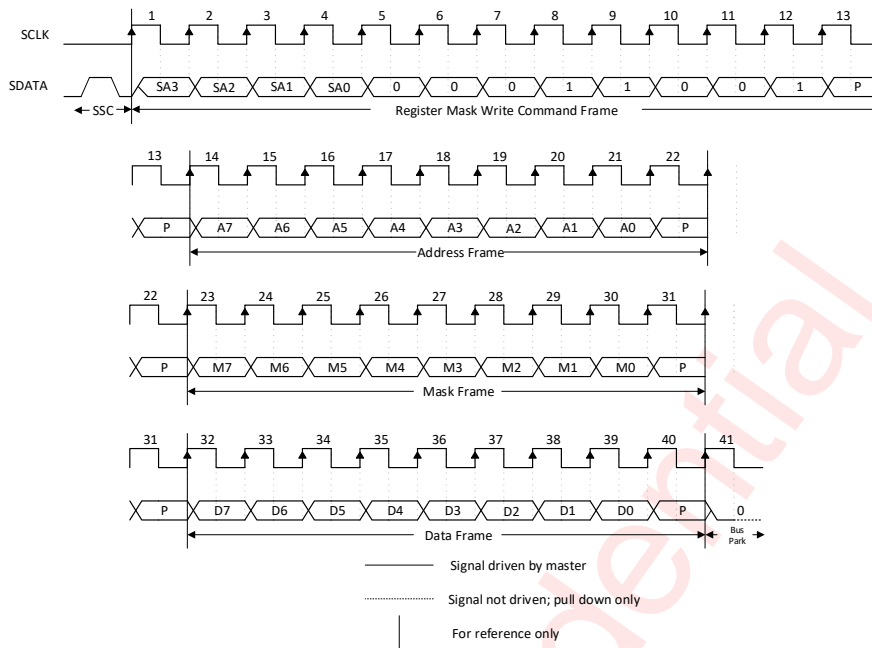 1 2 3 4 5 6 7 8 9 10 11 12 13
SCLK
SDATA SA3 SA2 SA1 SA0 0 0 0 1 1 0 0 1 P
SSC Register Mask Write Command Frame
13 14 15 16 17 18 19 20 21 22
P A7 A6 A5 A4 A3 A2 A1 A0 P
Address Frame
22 23 24 25 26 27 28 29 30 31
P M7 M6 M5 M4 M3 M2 M1 M0 P
Mask Frame
31 32 33 34 35 36 37 38 39 40 41
P D7 D6 D5 D4 D3 D2 D1 D0 P 0
Data Frame Bus
Park
Signal driven by master
Signal not driven; pull down only
For reference only
ential